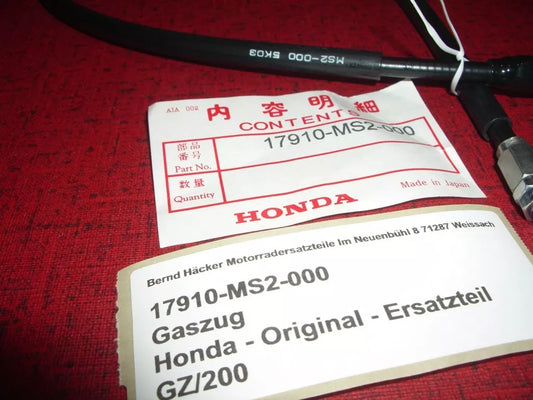 MS2-000 5K03
AIA 002
内容明細
CONTENTS
部品
番号
Part No.
17910-MS2-000
数量
Quantity
HONDA
Made in Japan
Bernd Häcker Motorradersatzteile Im Neuenbühl 8 71287 Weissach
17910-MS2-000
Gaszug
Honda - Original - Ersatzteil
GZ/200